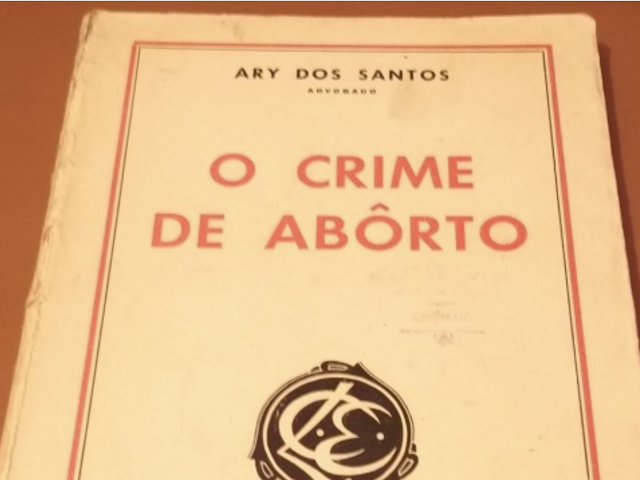 ARY DOS SANTOS
ADVOGADO
O CRIME
DE ABÔRTO